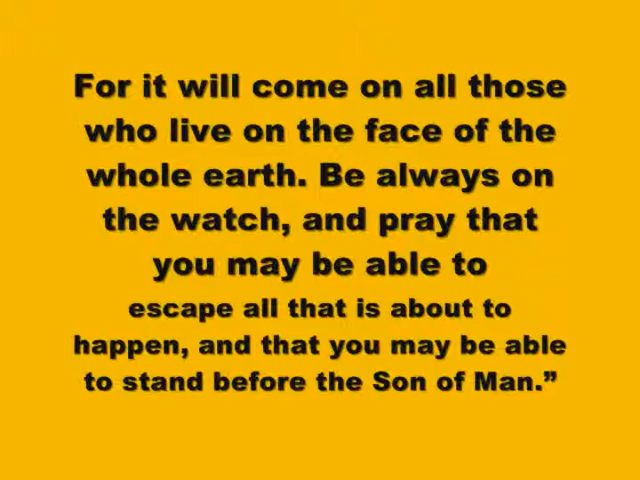 For it will come on all those
who live on the face of the
whole earth. Be always on
the watch, and pray that
you may be able to
escape all that is about to
happen, and that you may be able
to stand before the Son of Man.”